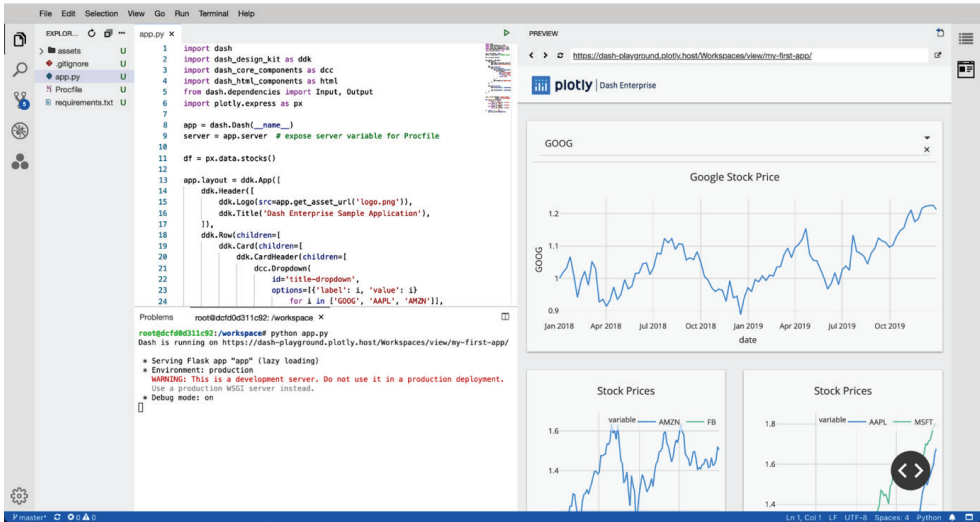 File Edit Selection View Go Run Terminal Help
EXPLOR...
assets U
.gitignore U
app.py U
Procfile U
requirements.txt U
5
app.py ×
1 import dash
2 import dash_design_kit as ddk
3 import dash_core_components as dcc
4 import dash_html_components as html
5 from dash.dependencies import Input, Output
6 import plotly.express as px
7
8 app = dash.Dash(__name__)
9 server = app.server # expose server variable for Procfile
10
11 df = px.data.stocks()
12
13 app.layout = ddk.App([
14 ddk.Header([
15 ddk.Logo(src=app.get_asset_url('logo.png')),
16 ddk.Title('Dash Enterprise Sample Application'),
17 ]),
18 ddk.Row(children=[
19 ddk.Card(children=[
20 ddk.CardHeader(children=[
21 dcc.Dropdown(
22 id='title-dropdown',
23 options=[{'label': i, 'value': i}
24 for i in ['GOOG', 'AAPL', 'AMZN']],
Problems root@dcfd0d311c92: /workspace ×
root@dcfd0d311c92:/workspace# python app.py
Dash is running on https://dash-playground.plotly.host/Workspaces/view/my-first-app/
* Serving Flask app "app" (lazy loading)
* Environment: production
WARNING: This is a development server. Do not use it in a production deployment.
Use a production WSGI server instead.
* Debug mode: on
PREVIEW
https://dash-playground.plotly.host/Workspaces/view/my-first-app/
plotly | Dash Enterprise
GOOG
Google Stock Price
1.2
1.1
1
0.9
GOOG
Jan 2018 Apr 2018 Jul 2018 Oct 2018 Jan 2019 Apr 2019 Jul 2019 Oct 2019
date
Stock Prices
variable AMZN FB
1.6
1.4
Stock Prices
variable AAPL MSFT
1.8
1.6
1.4
master* 0 0
Ln 1, Col 1 LF UTF-8 Spaces: 4 Python